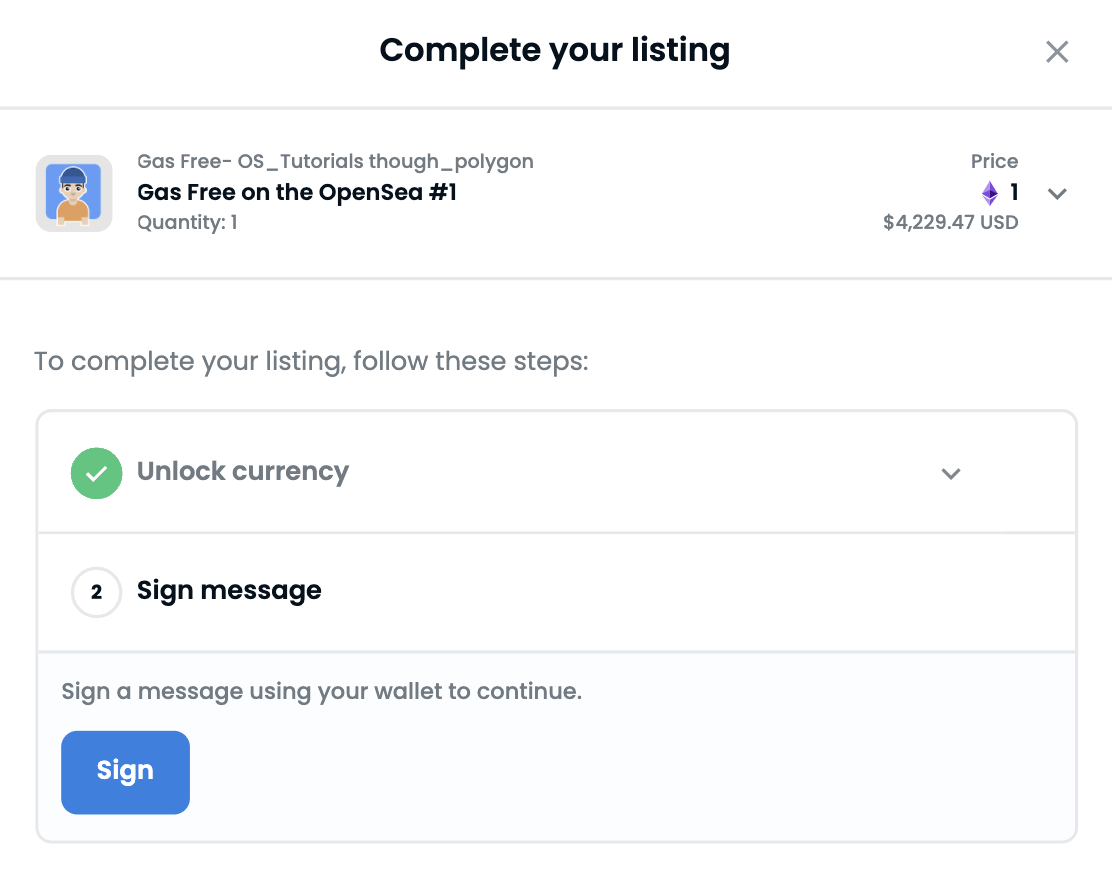 Complete your listing
Gas Free- OS_Tutorials though_polygon
Gas Free on the OpenSea #1
Quantity: 1
Price
1
$4,229.47 USD
To complete your listing, follow these steps:
Unlock currency
2 Sign message
Sign a message using your wallet to continue.
Sign